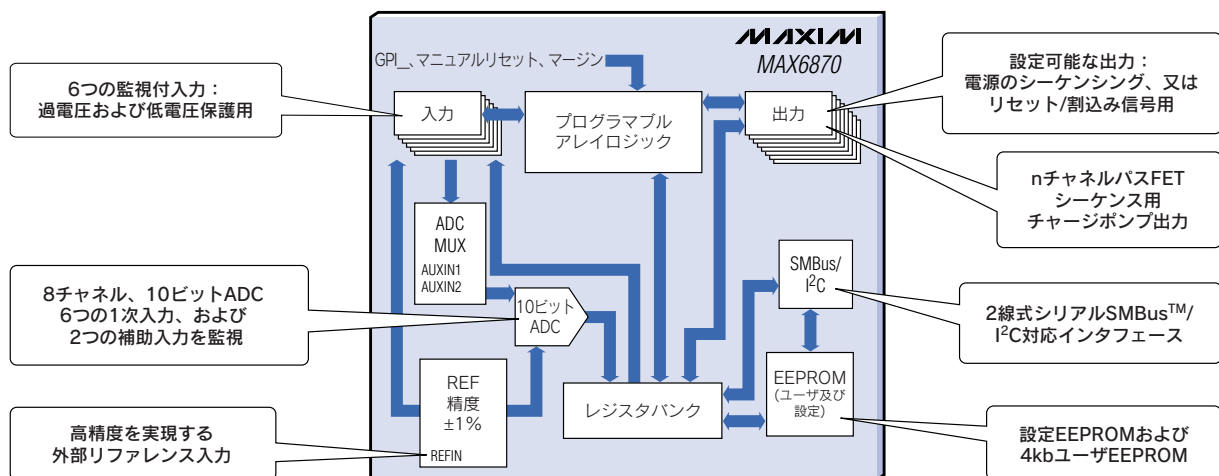 MAXIM
MAX6870
GPI_、マニュアルリセット、マージン
6つの監視付入力：
過電圧および低電圧保護用
入力
プログラマブル
アレイロジック
出力
設定可能な出力：
電源のシーケンシング、又は
リセット/割込み信号用
nチャネルパスFET
シーケンス用
チャージポンプ出力
ADC
MUX
AUXIN1
AUXIN2
8チャネル、10ビットADC
6つの1次入力、および
2つの補助入力を監視
10ビット
ADC
SMBus/
I²C
2線式シリアルSMBus™/
I²C対応インタフェース
REF
精度
±1%
REFIN
レジスタバンク
EEPROM
(ユーザ及び
設定)
高精度を実現する
外部リファレンス入力
設定EEPROMおよび
4kbユーザEEPROM